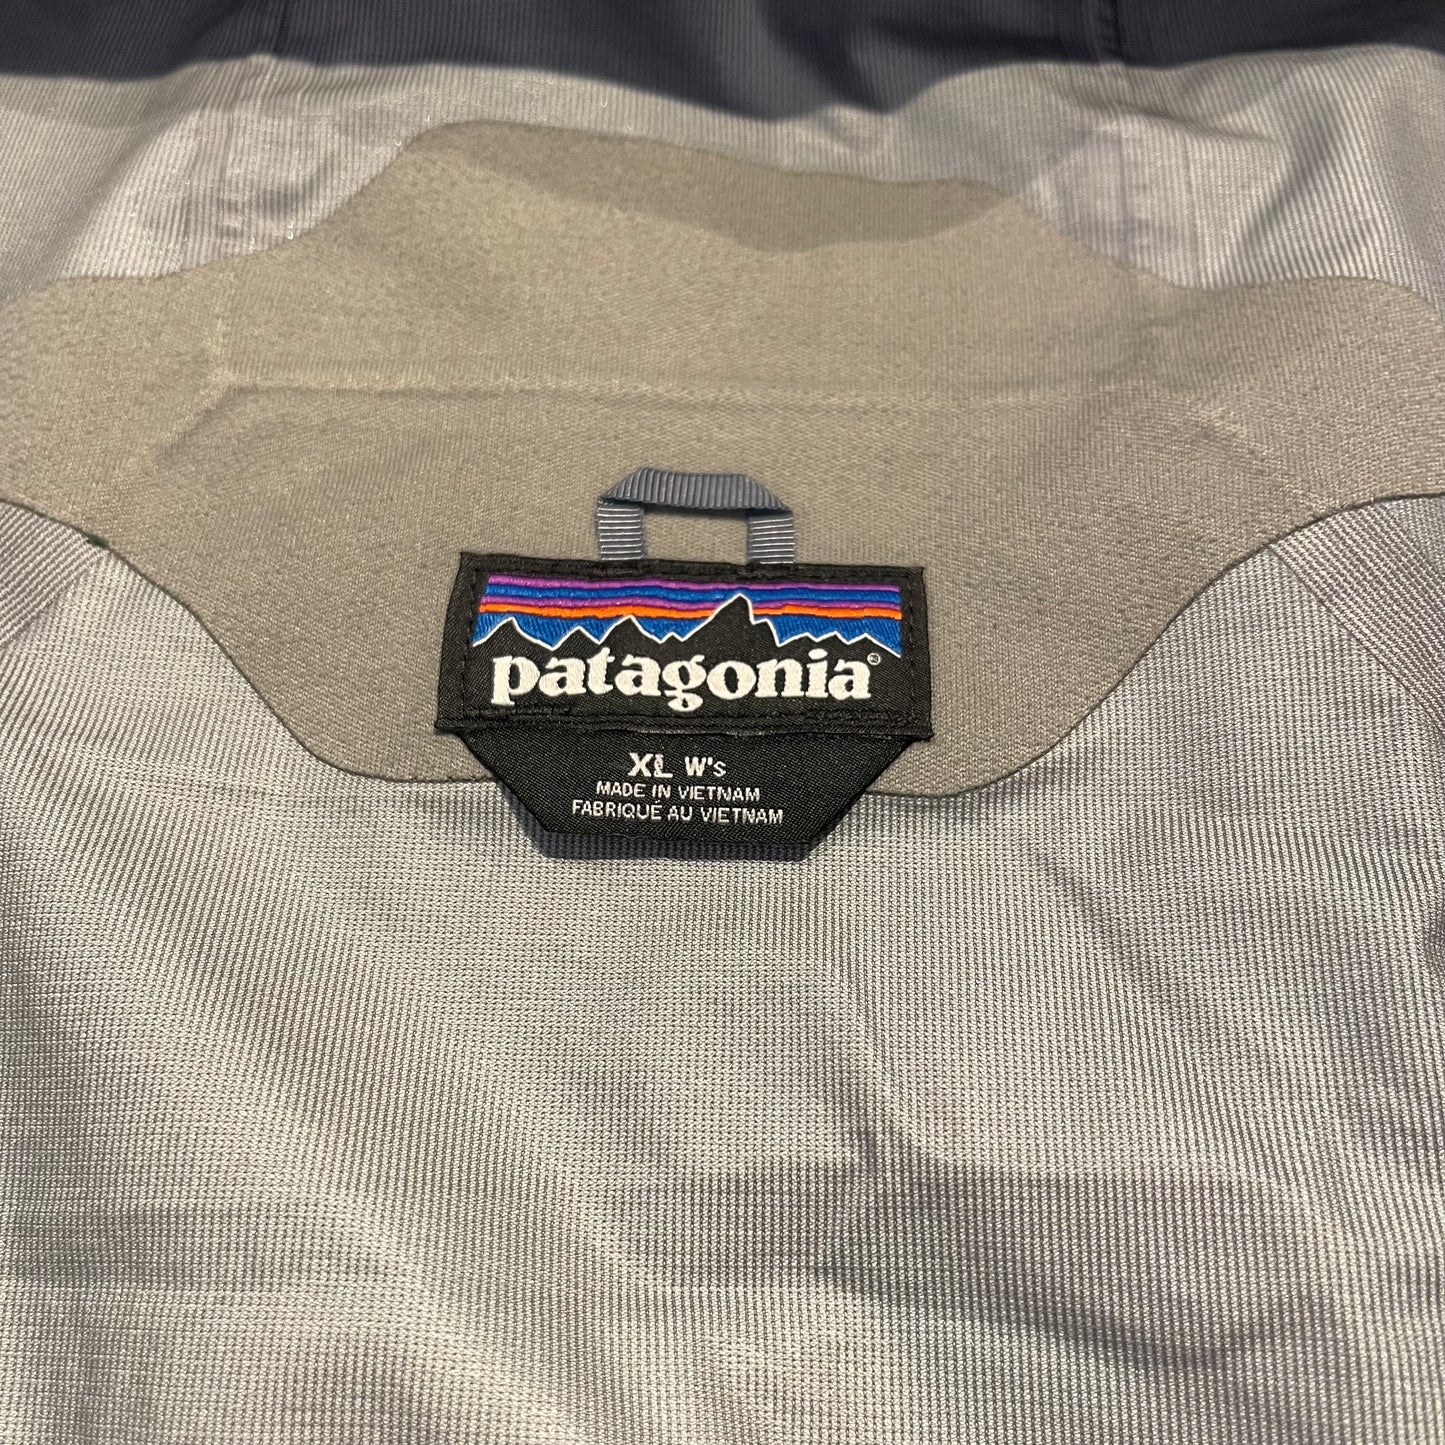 patagonia®
XL W's
MADE IN VIETNAM
FABRIQUÉ AU VIETNAM